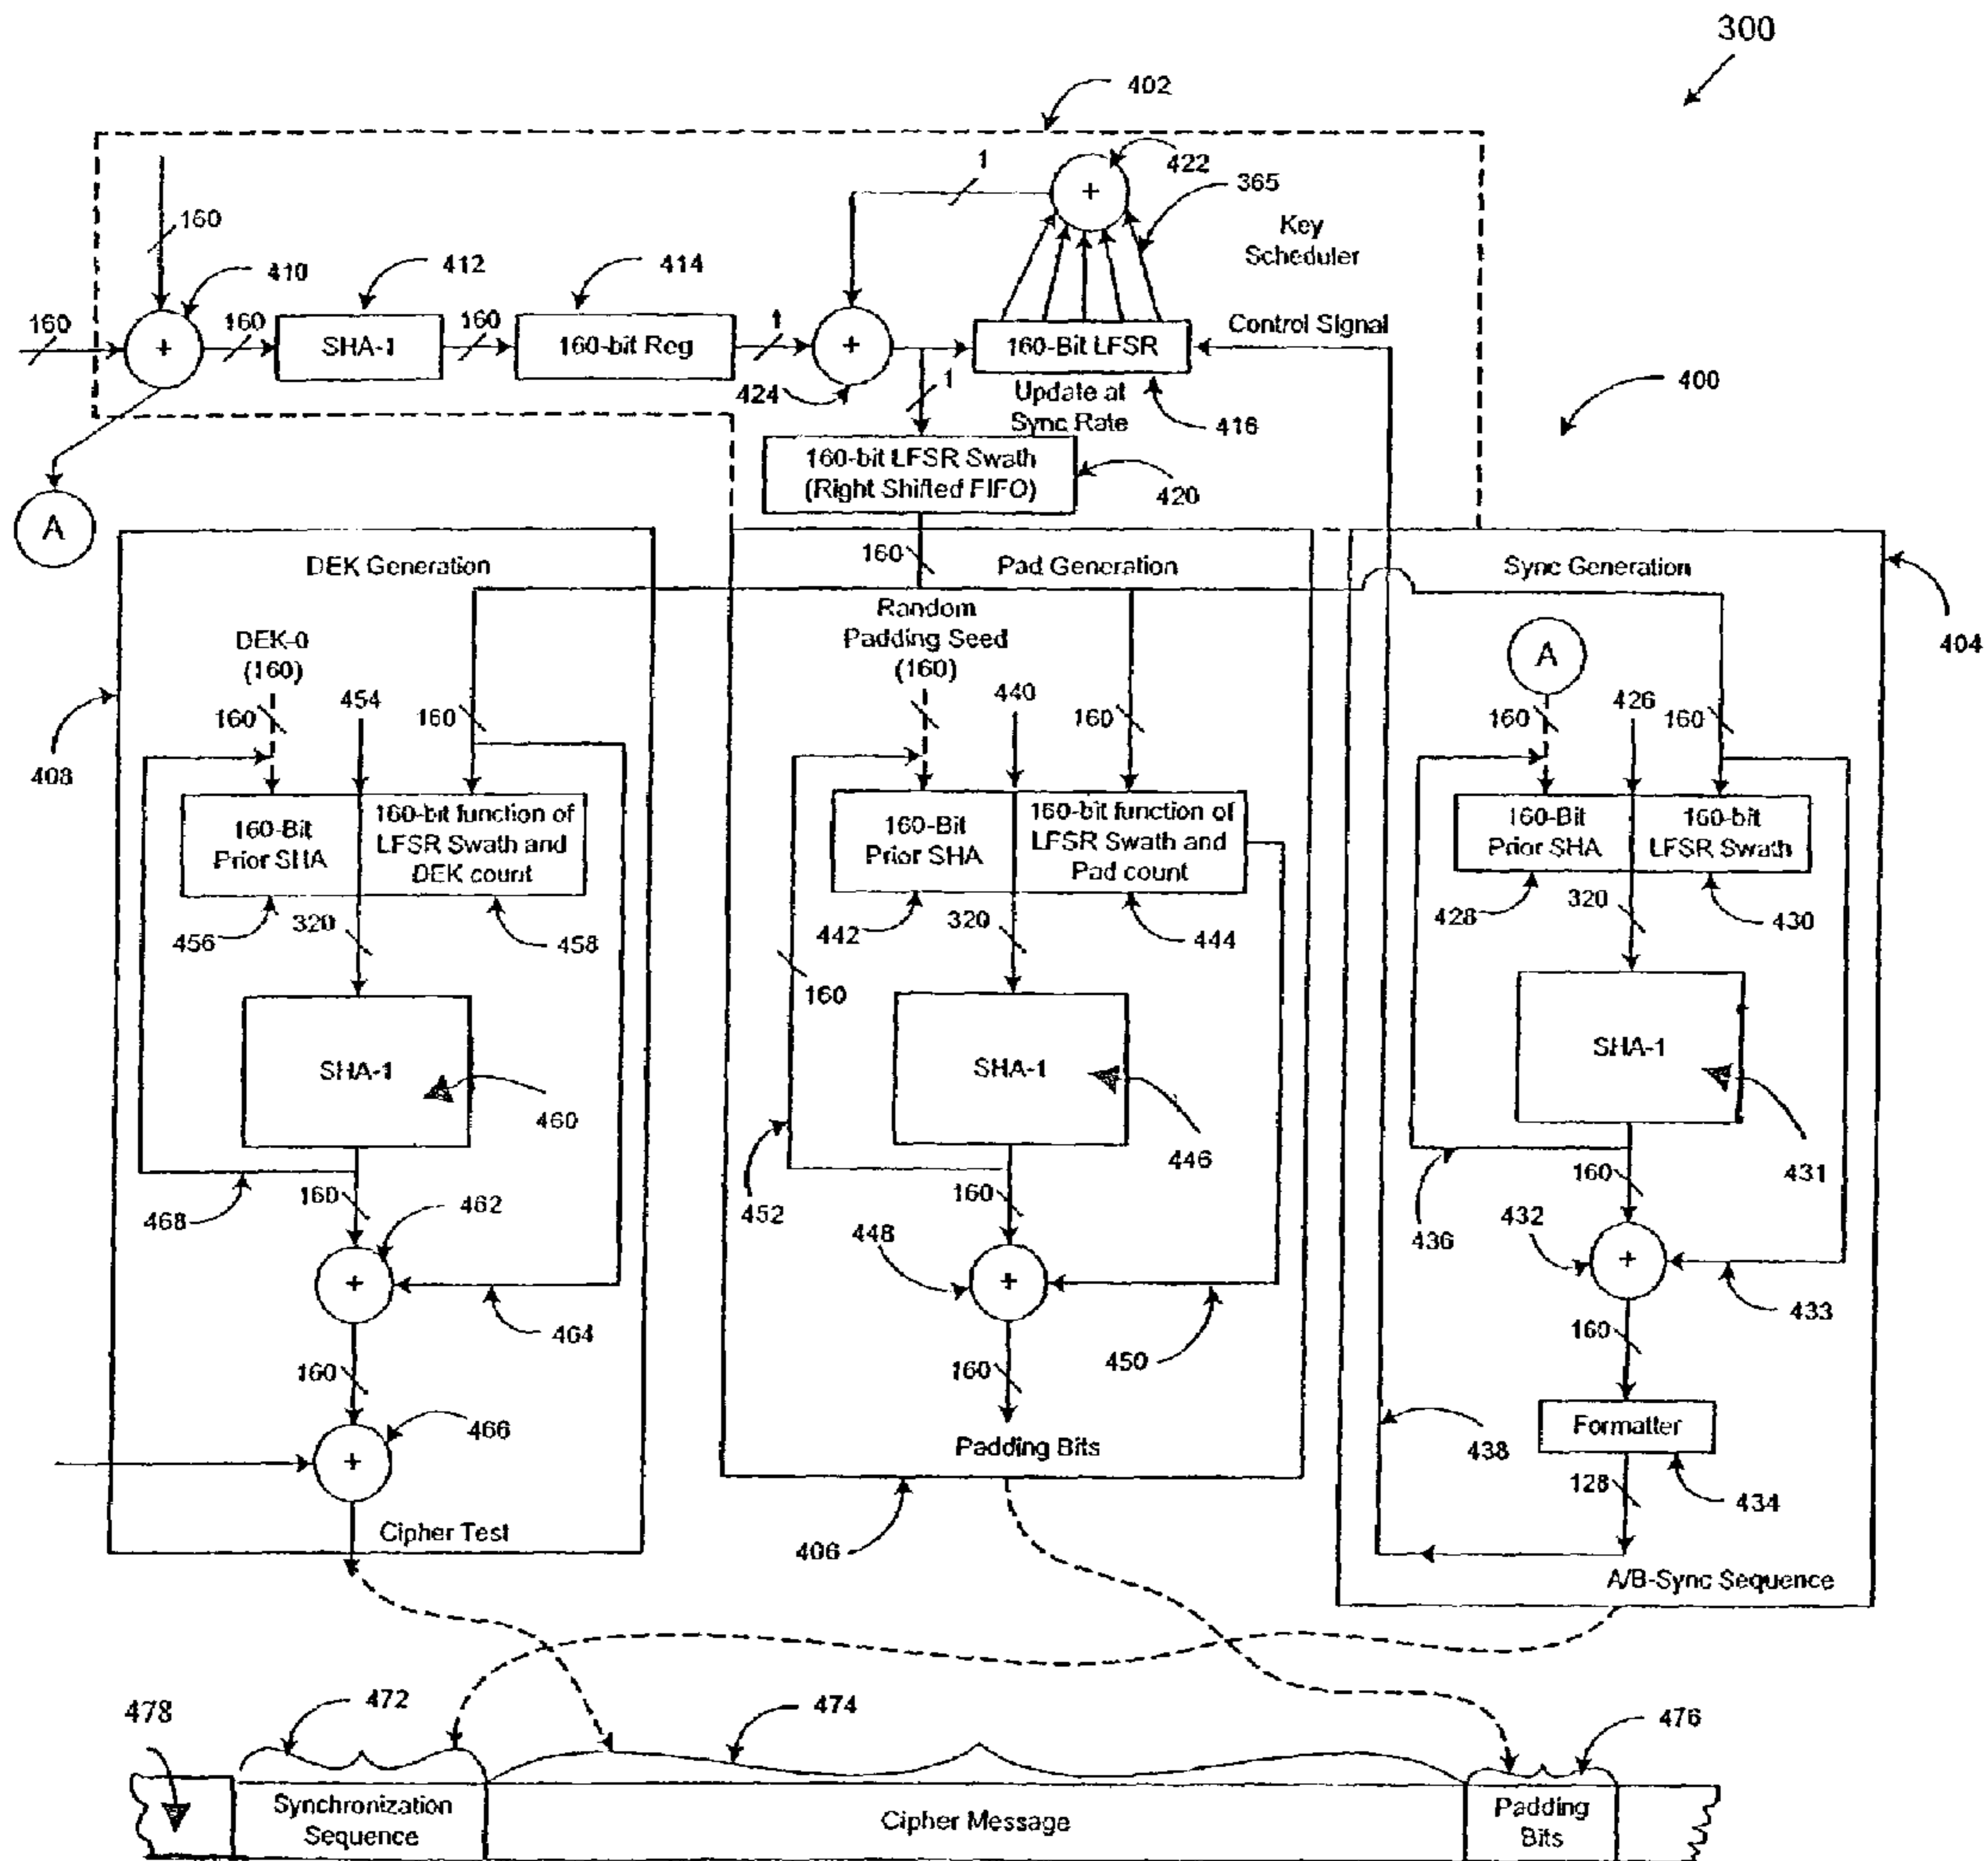 300
402
1
422
365
160
Key
Scheduler
410
412
414
160
160
SHA-1
160
160-bit Reg
1
+
+
+
160-Bit LFSR
Control Signal
424
1
Update at
Sync Rate
416
400
160-bit LFSR Swath
(Right Shifted FIFO)
420
A
DEK Generation
160
Pad Generation
Sync Generation
404
DEK-0
(160)
160
454
160
408
160-Bit
Prior SHA
160-bit function of
LFSR Swath and
DEK count
456
320
458
SHA-1
460
468
160
462
+
464
160
466
+
Cipher Test
Random
Padding Seed
(160)
440
160
160-Bit
Prior SHA
160-bit function of
LFSR Swath and
Pad count
442
320
444
160
SHA-1
446
452
160
448
+
450
160
Padding Bits
406
A
160
426
160
160-Bit
Prior SHA
160-bit
LFSR Swath
428
320
430
SHA-1
431
436
160
432
+
433
160
Formatter
438
128
434
A/B-Sync Sequence
478
472
474
476
Synchronization
Sequence
Cipher Message
Padding
Bits